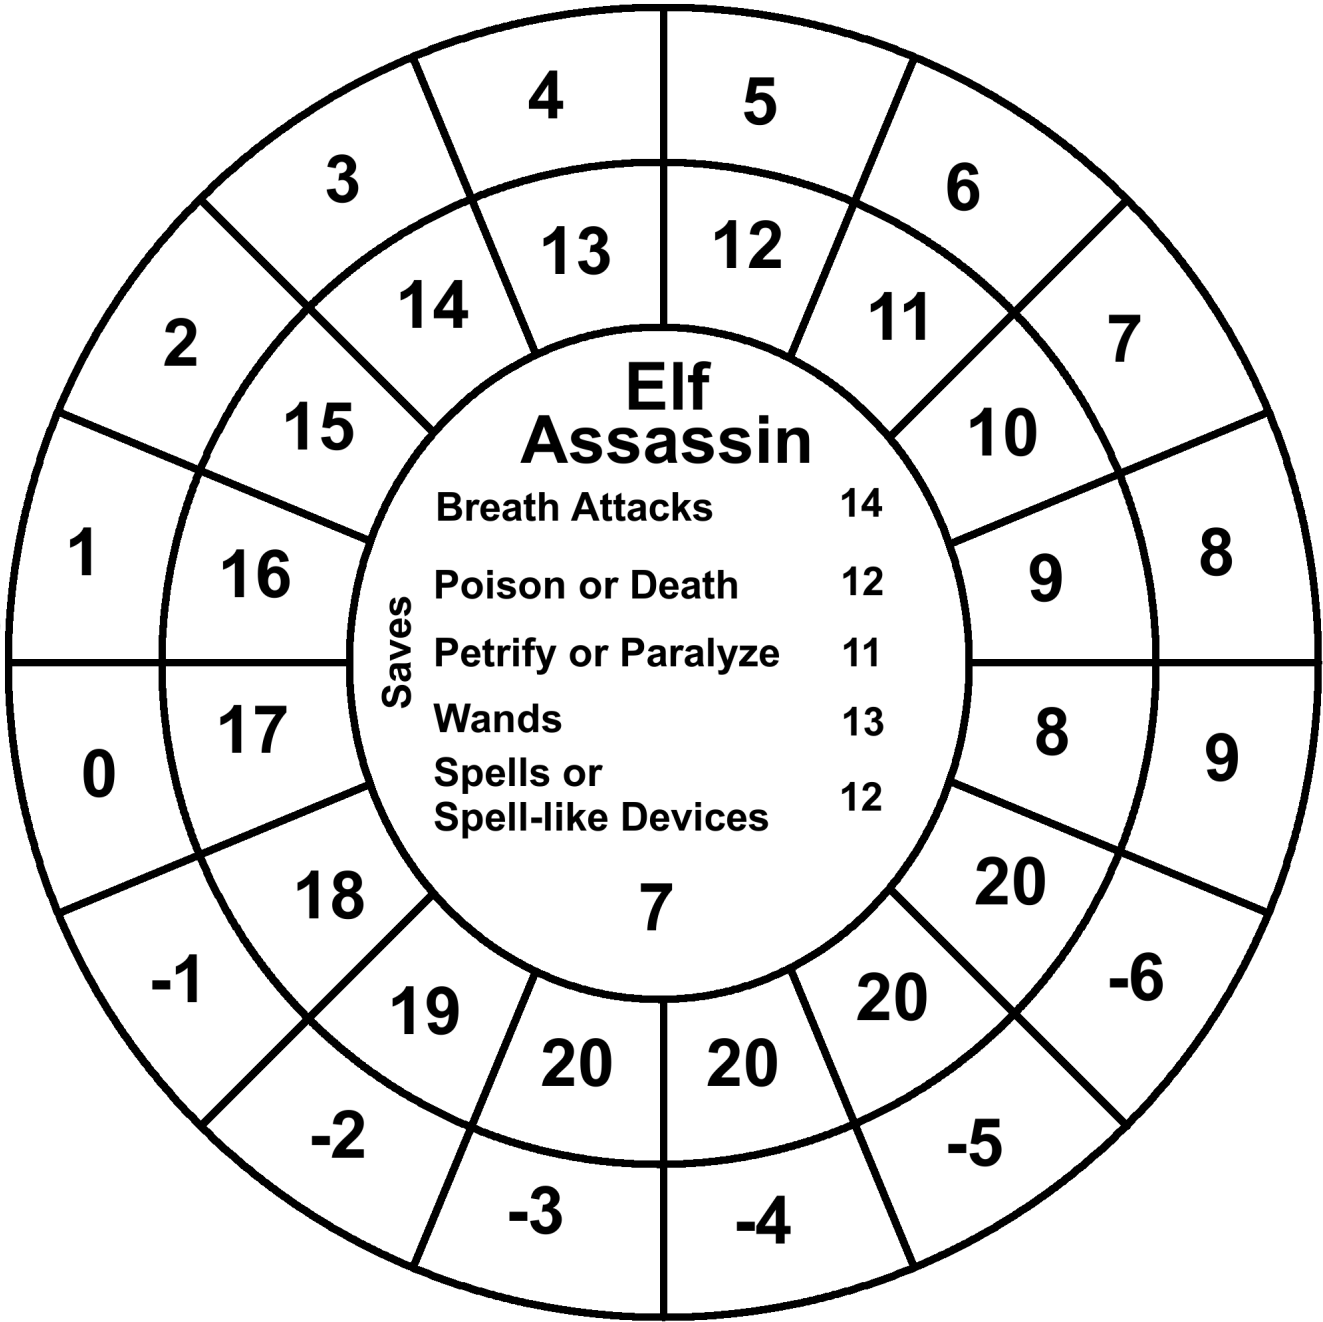 4 5
3 6
2 7
1 8
0 9
-1 -6
-2 -5
-3 -4
13 12
14 11
15 10
16 9
17 8
18 20
19 20
20 20
Elf
Assassin
Saves
Breath Attacks 14
Poison or Death 12
Petrify or Paralyze 11
Wands 13
Spells or
Spell-like Devices 12
7